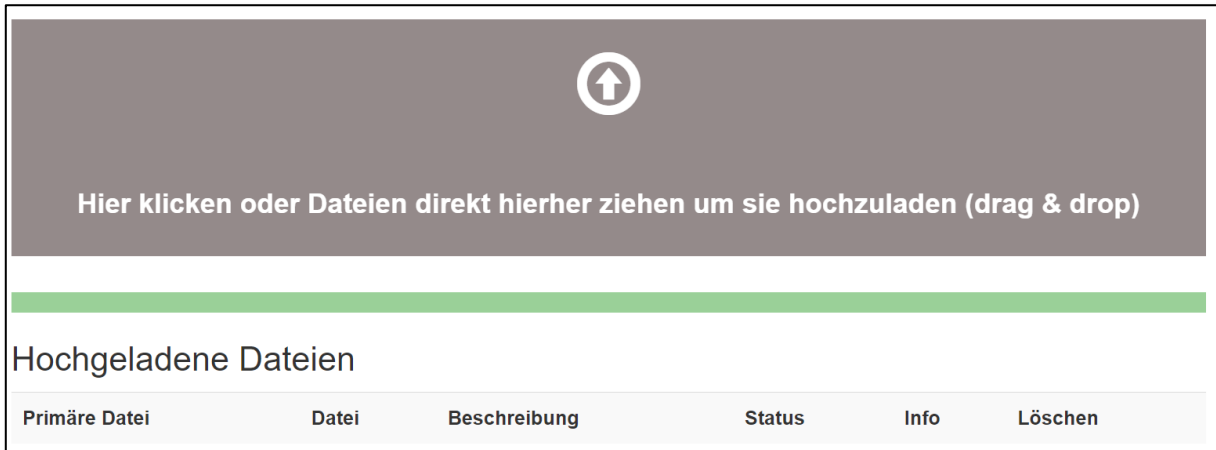 Hier klicken oder Dateien direkt hierher ziehen um sie hochzuladen (drag & drop)
Hochgeladene Dateien
Primäre Datei Datei Beschreibung Status Info Löschen